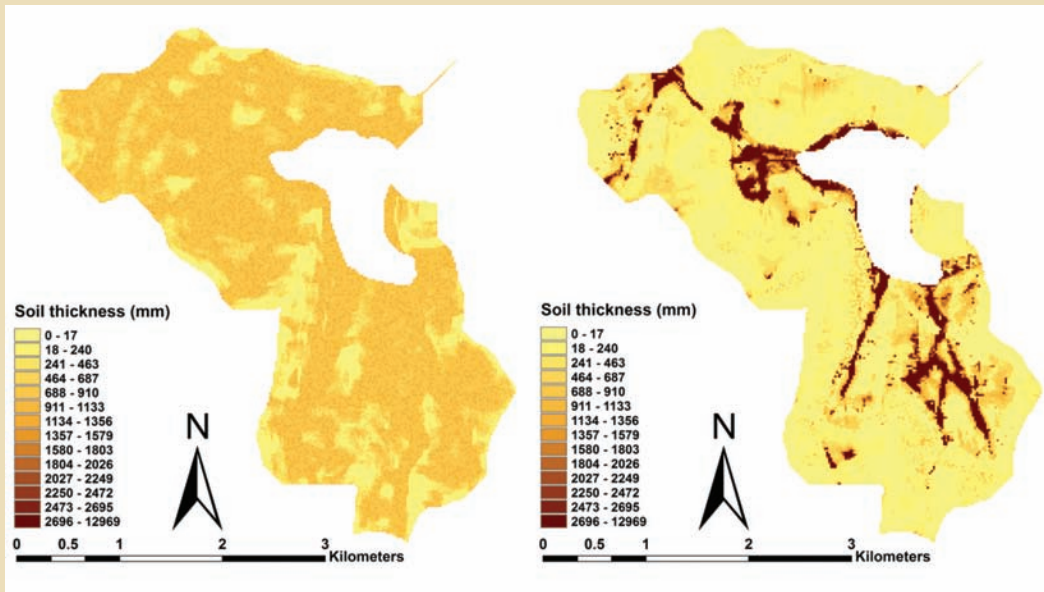 Soil thickness (mm)
0 - 17
18 - 240
241 - 463
464 - 687
688 - 910
911 - 1133
1134 - 1356
1357 - 1579
1580 - 1803
1804 - 2026
2027 - 2249
2250 - 2472
2473 - 2695
2696 - 12969
N
0 0.5 1 2 3
Kilometers
Soil thickness (mm)
0 - 17
18 - 240
241 - 463
464 - 687
688 - 910
911 - 1133
1134 - 1356
1357 - 1579
1580 - 1803
1804 - 2026
2027 - 2249
2250 - 2472
2473 - 2695
2696 - 12969
N
0 0.5 1 2 3
Kilometers